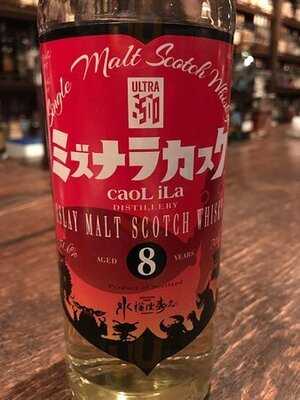 Single Malt Scotch Whisky
ULTRA
ミズナラカスク
CAOL ILA
DISTILLERY
ISLAY MALT SCOTCH WHISKY
AGED 8 YEARS
Product of Scotland